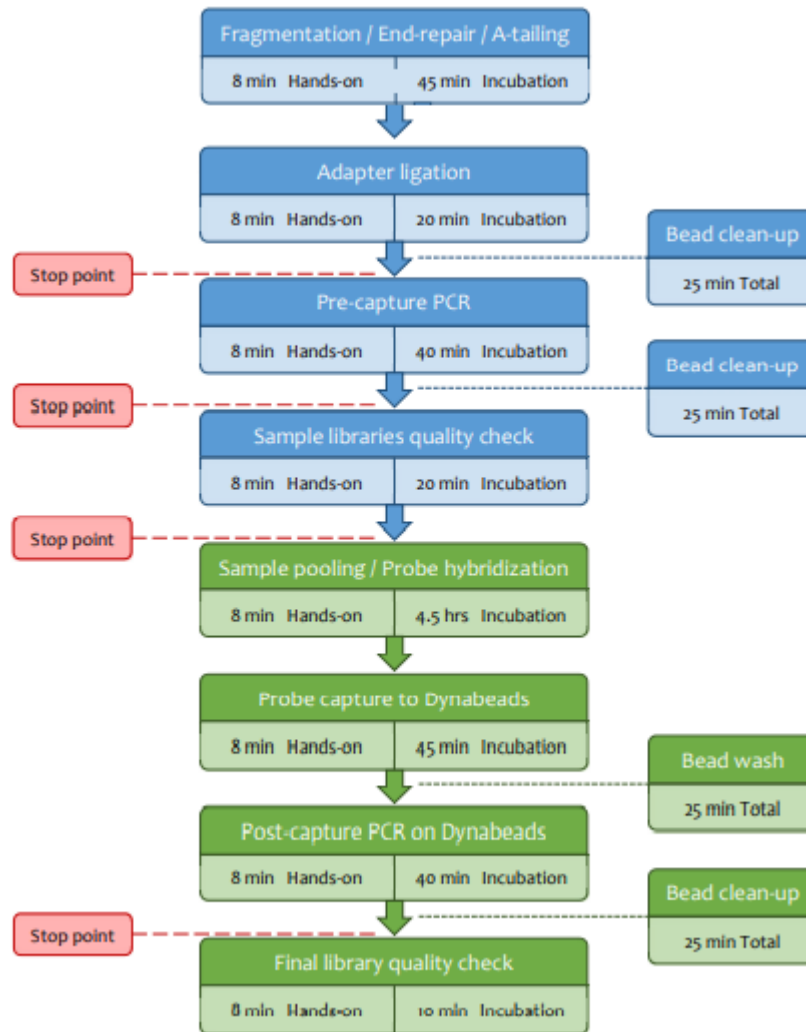 Fragmentation / End-repair / A-tailing
8 min Hands-on 45 min Incubation
Adapter ligation
8 min Hands-on 20 min Incubation
Bead clean-up
25 min Total
Stop point
Pre-capture PCR
8 min Hands-on 40 min Incubation
Bead clean-up
25 min Total
Stop point
Sample libraries quality check
8 min Hands-on 20 min Incubation
Stop point
Sample pooling / Probe hybridization
8 min Hands-on 4.5 hrs Incubation
Probe capture to Dynabeads
8 min Hands-on 45 min Incubation
Bead wash
25 min Total
Post-capture PCR on Dynabeads
8 min Hands-on 40 min Incubation
Bead clean-up
25 min Total
Stop point
Final library quality check
8 min Hands-on 10 min Incubation